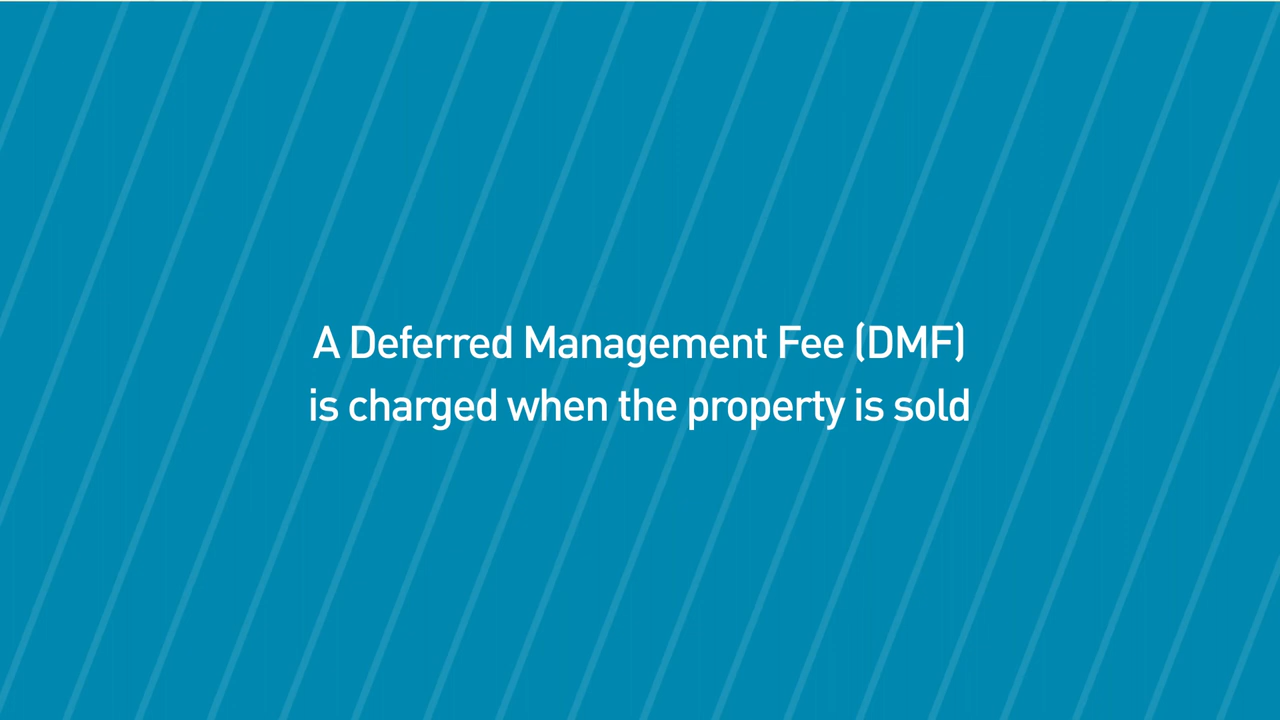 A Deferred Management Fee (DMF)
is charged when the property is sold